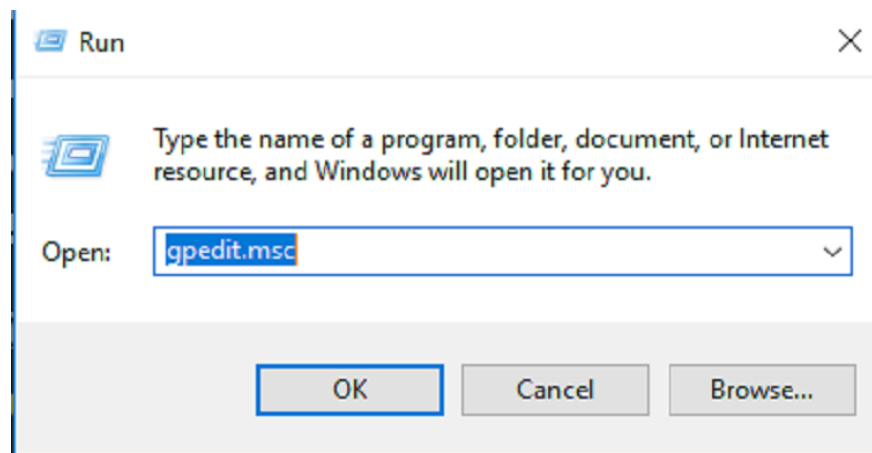 Run
Type the name of a program, folder, document, or Internet
resource, and Windows will open it for you.
Open: gpedit.msc
OK Cancel Browse...